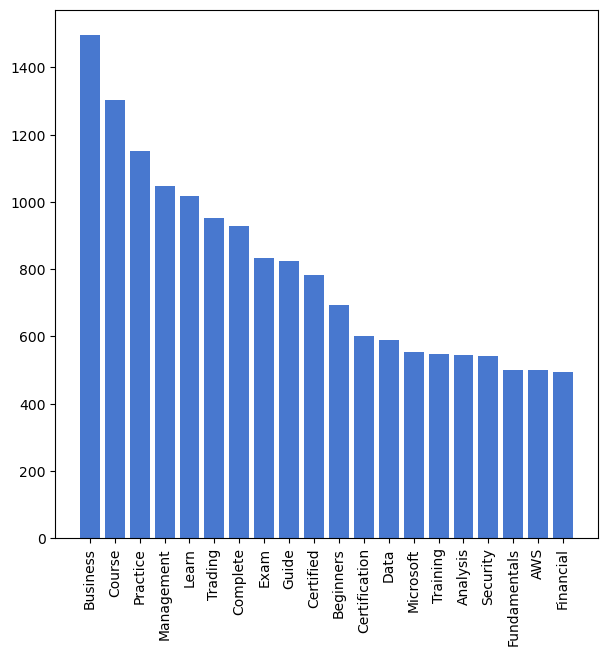 1400
1200
1000
800
600
400
200
0
Business
Course
Practice
Management
Learn
Trading
Complete
Exam
Guide
Certified
Beginners
Certification
Data
Microsoft
Training
Analysis
Security
Fundamentals
AWS
Financial